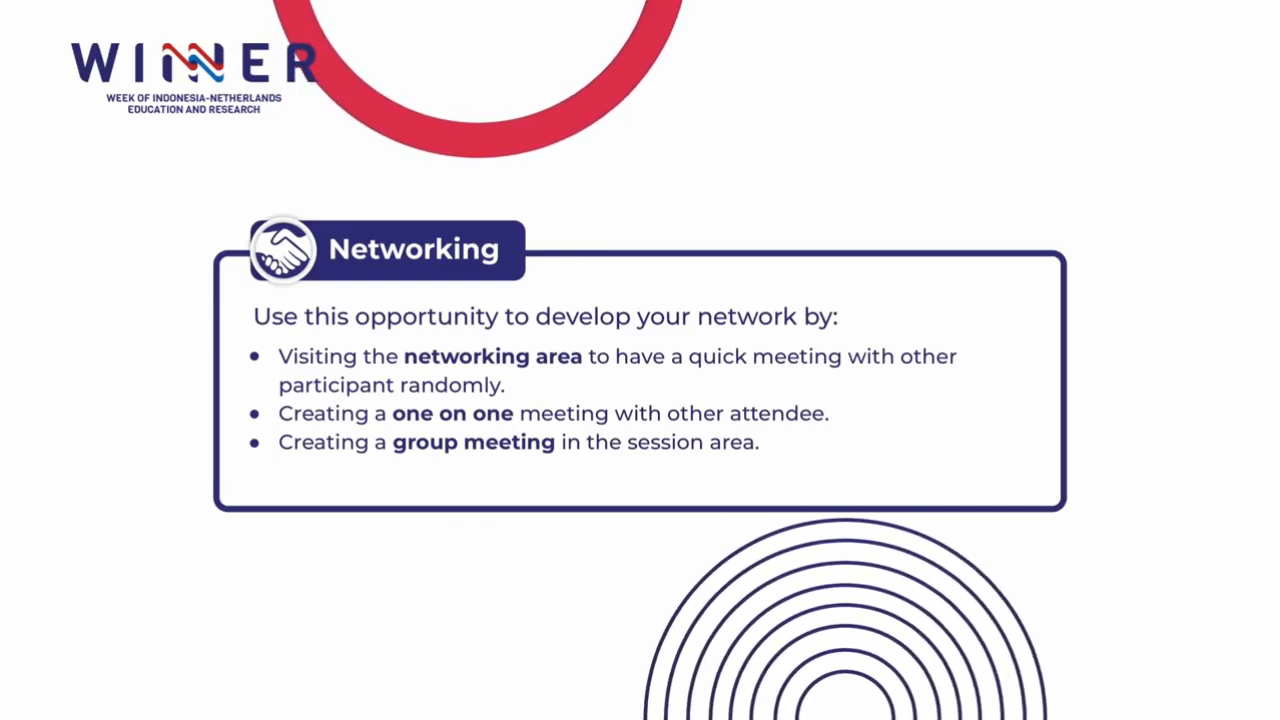 WINNER
WEEK OF INDONESIA-NETHERLANDS
EDUCATION AND RESEARCH
Networking
Use this opportunity to develop your network by:
• Visiting the networking area to have a quick meeting with other
participant randomly.
• Creating a one on one meeting with other attendee.
• Creating a group meeting in the session area.